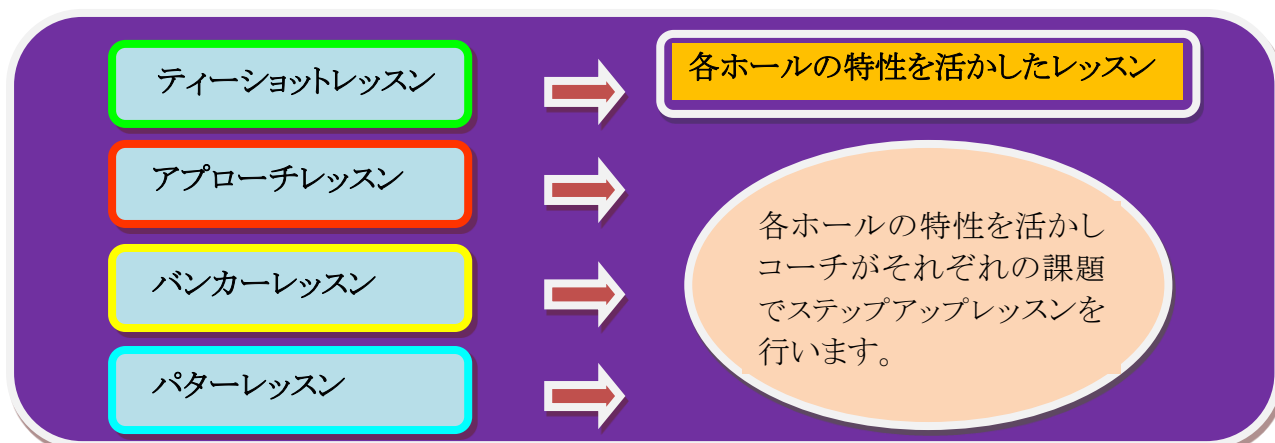 ティーショットレッスン
アプローチレッスン
バンカーレッスン
パターレッスン
各ホールの特性を活かしたレッスン
各ホールの特性を活かし
コーチがそれぞれの課題
でステップアップレッスンを
行います。